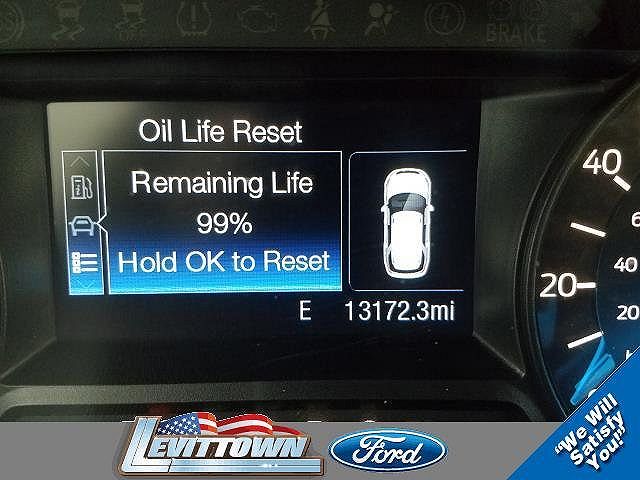 BRAKE
Oil Life Reset
Remaining Life
99%
Hold OK to Reset
E 13172.3mi
40
20
40
20
LEVITTOWN
Ford
"We Will
Satisfy
You!"